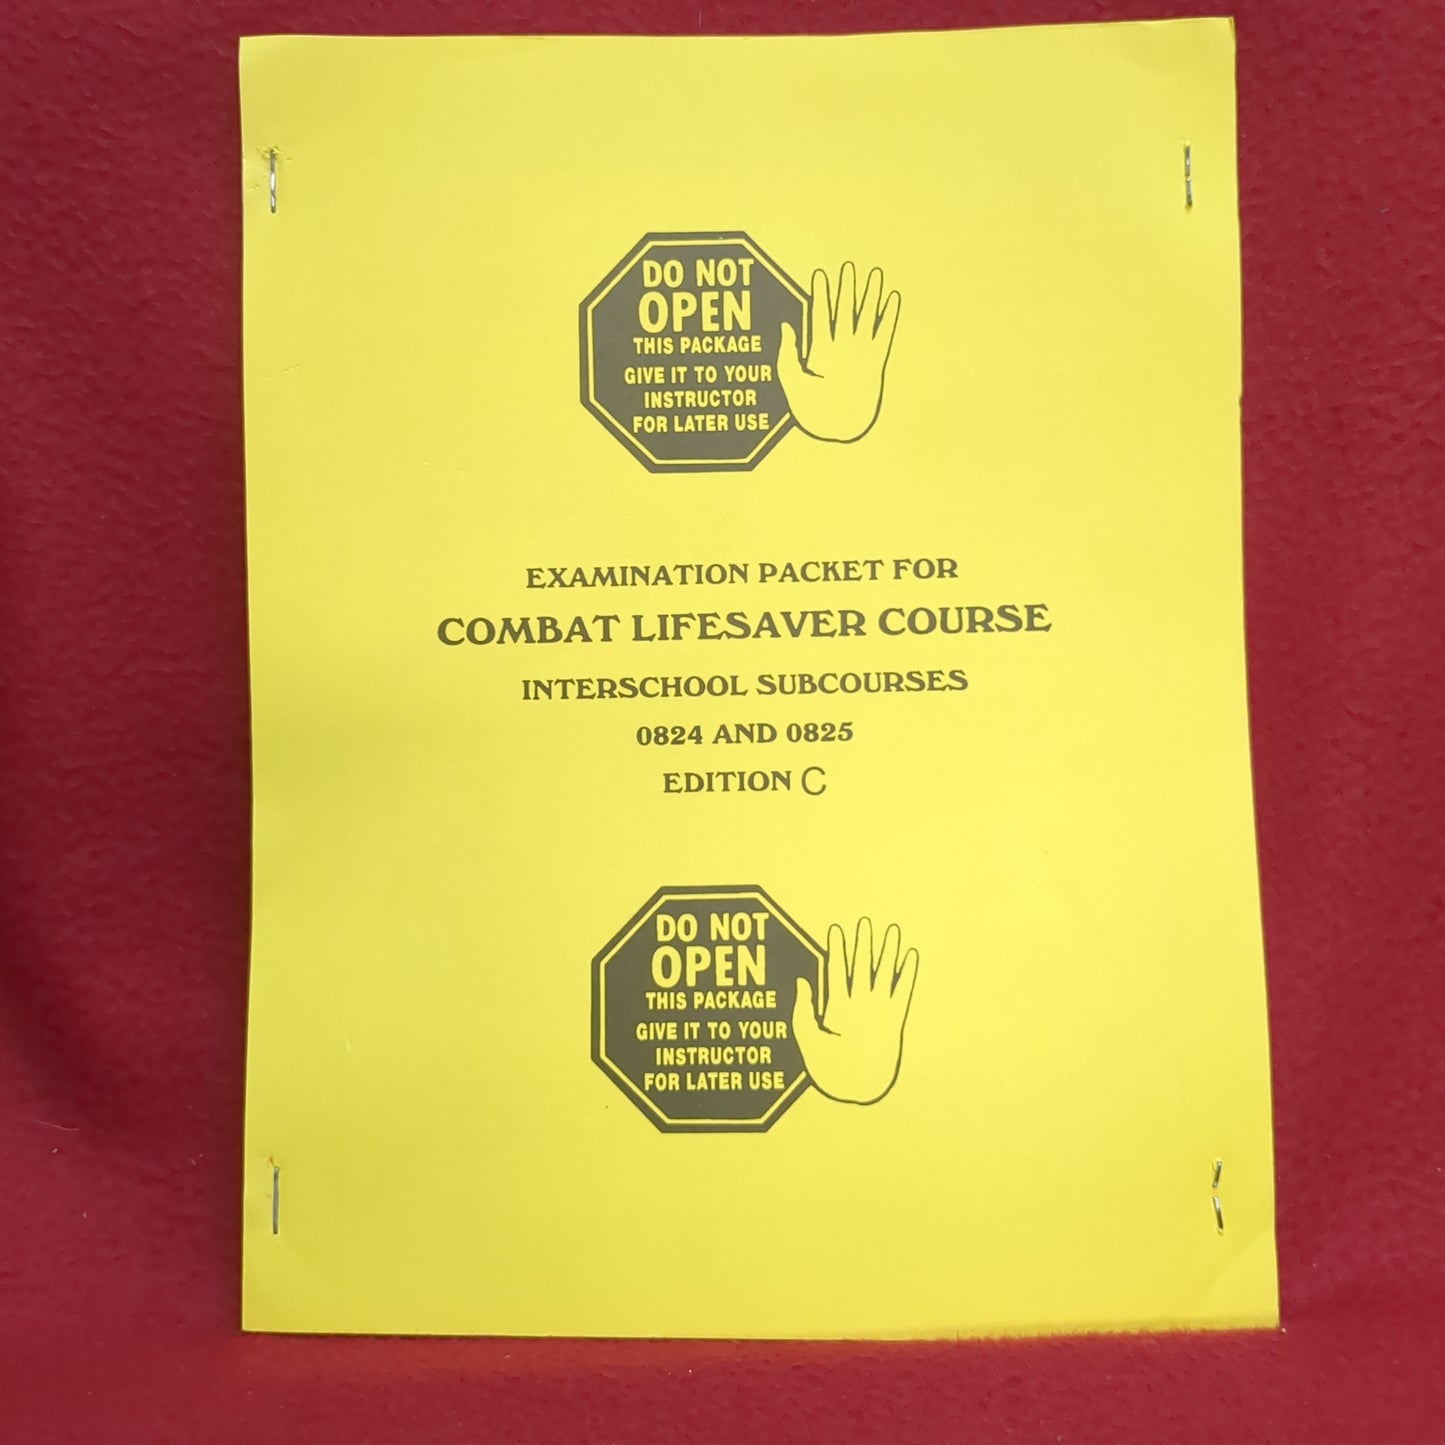 DO NOT
OPEN
THIS PACKAGE
GIVE IT TO YOUR
INSTRUCTOR
FOR LATER USE
EXAMINATION PACKET FOR
COMBAT LIFESAVER COURSE
INTERSCHOOL SUBCOURSES
0824 AND 0825
EDITION C
DO NOT
OPEN
THIS PACKAGE
GIVE IT TO YOUR
INSTRUCTOR
FOR LATER USE